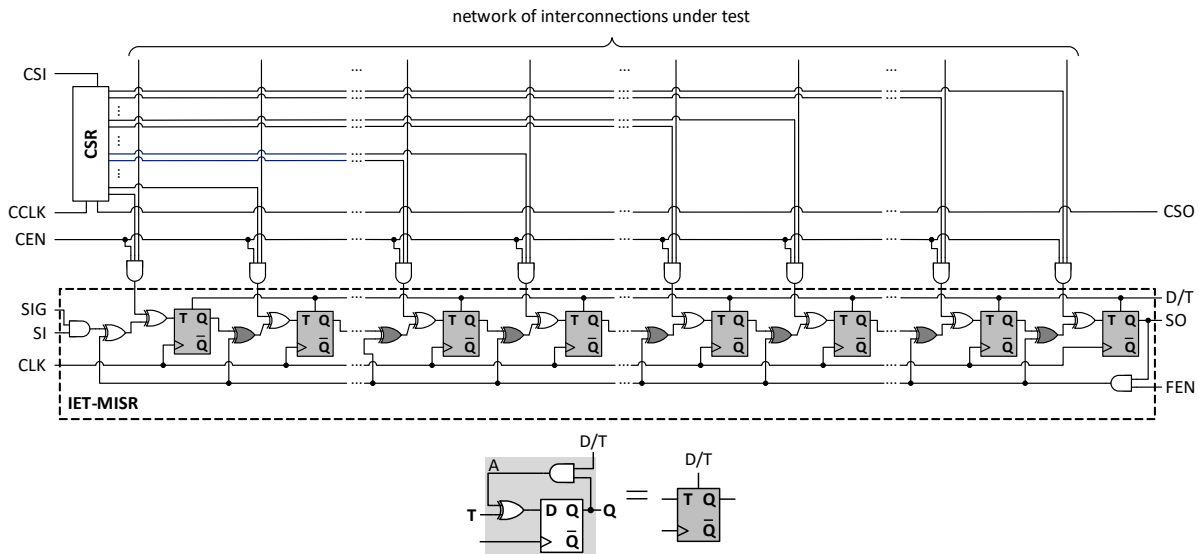 network of interconnections under test
CSI
... ... ... ...
... ... ... ...
...
CSR
... ... ...
...
... ...
...
CCLK ... ... ... CSO
CEN ... ... ...
SIG D/T
SI T Q T Q ... T Q T Q ... T Q T Q ... T Q T Q SO
Q Q Q Q Q Q Q Q
CLK ... ... ...
... ... ... FEN
IET-MISR
D/T
A D/T
T D Q Q = T Q
Q Q